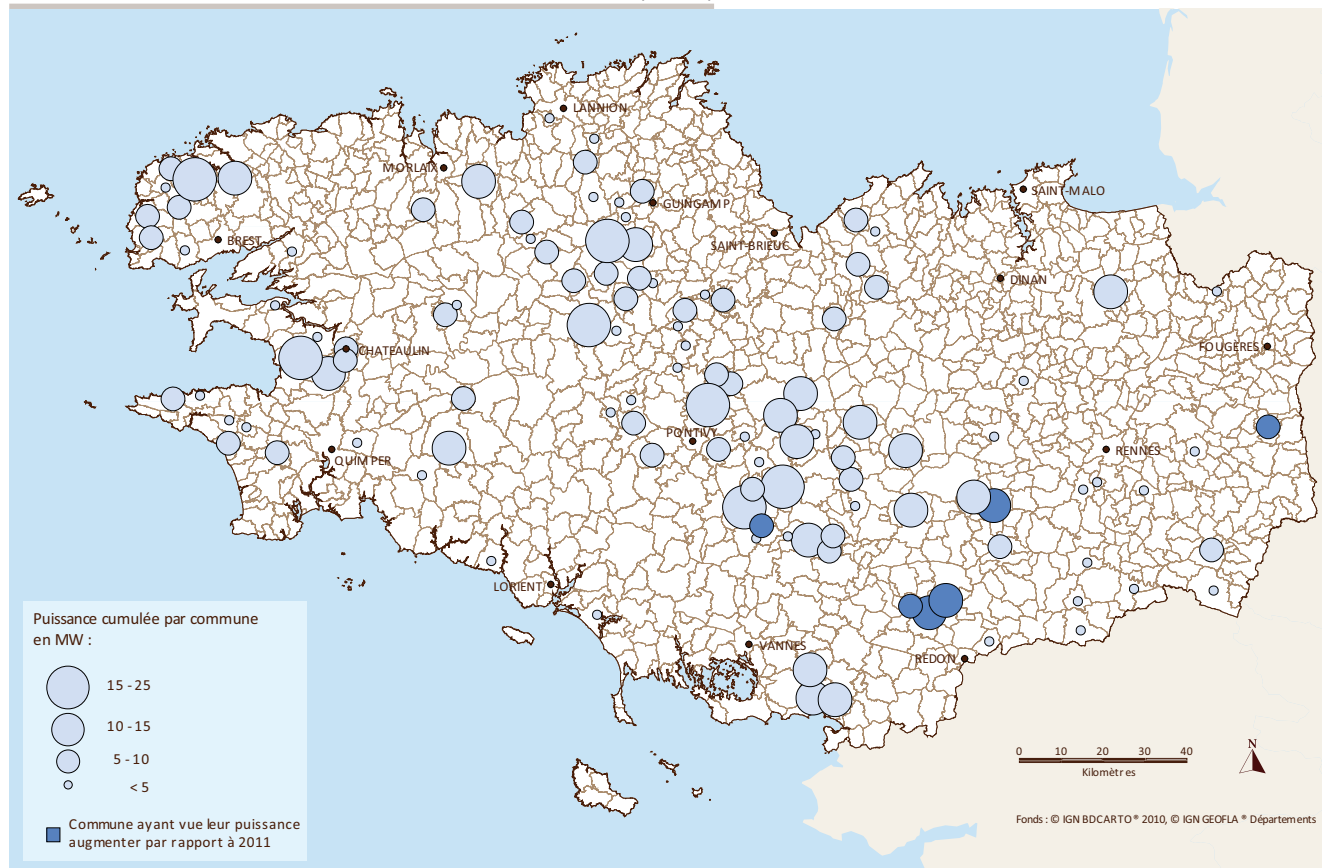 LANNION
MORLAIX
GUINGAMP
SAINT-MALO
BREST
SAINT-BRIEUC
DINAN
CHATEAULIN
FOUGERES
PONTIVY
RENNES
QUIMPER
LORIENT
VANNES
REDON
Puissance cumulée par commune
en MW :
15 - 25
10 - 15
5 - 10
< 5
Commune ayant vue leur puissance
augmenter par rapport à 2011
N
0 10 20 30 40
Kilomètres
Fonds : © IGN BDCARTO ® 2010, © IGN GEOFLA ® Départements